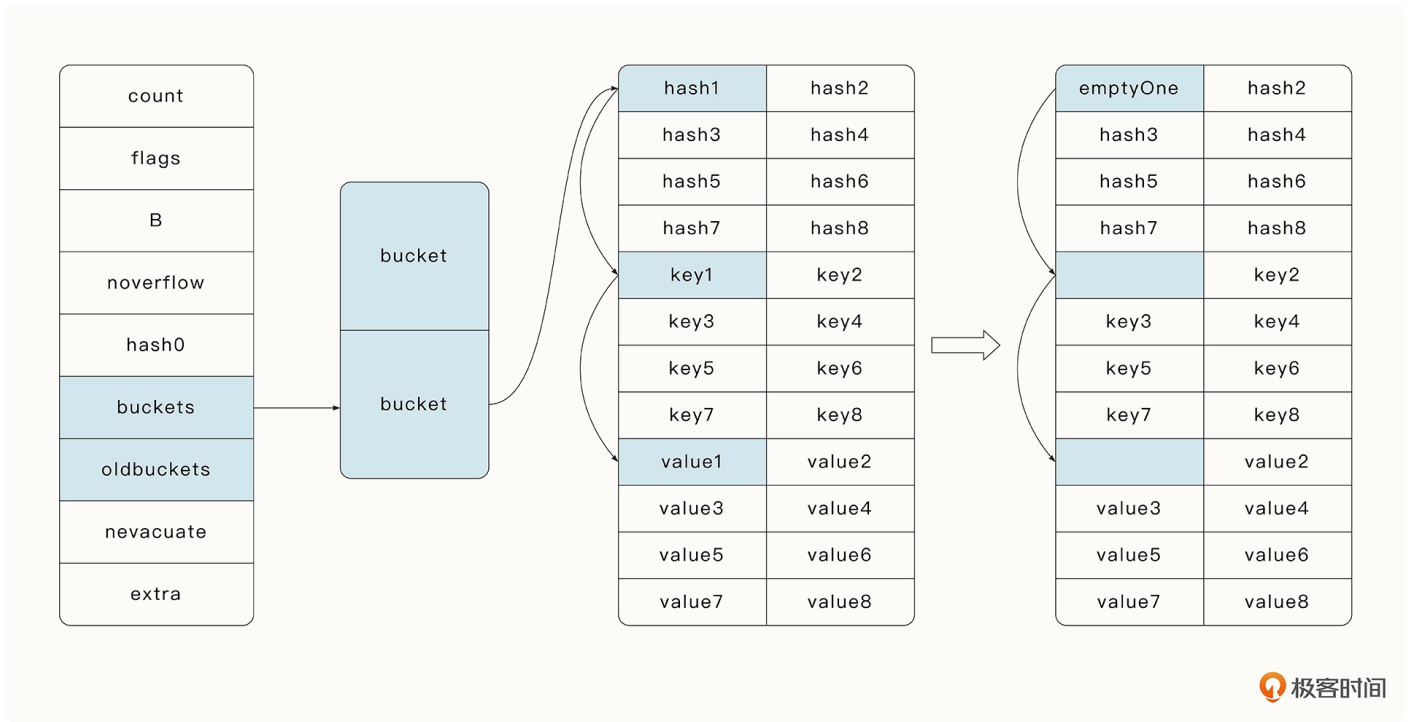 count
flags
B
noverflow
hash0
buckets
oldbuckets
nevacuate
extra
bucket
bucket
hash1 hash2
hash3 hash4
hash5 hash6
hash7 hash8
key1 key2
key3 key4
key5 key6
key7 key8
value1 value2
value3 value4
value5 value6
value7 value8
emptyOne hash2
hash3 hash4
hash5 hash6
hash7 hash8
key2
key3 key4
key5 key6
key7 key8
value2
value3 value4
value5 value6
value7 value8
极客时间